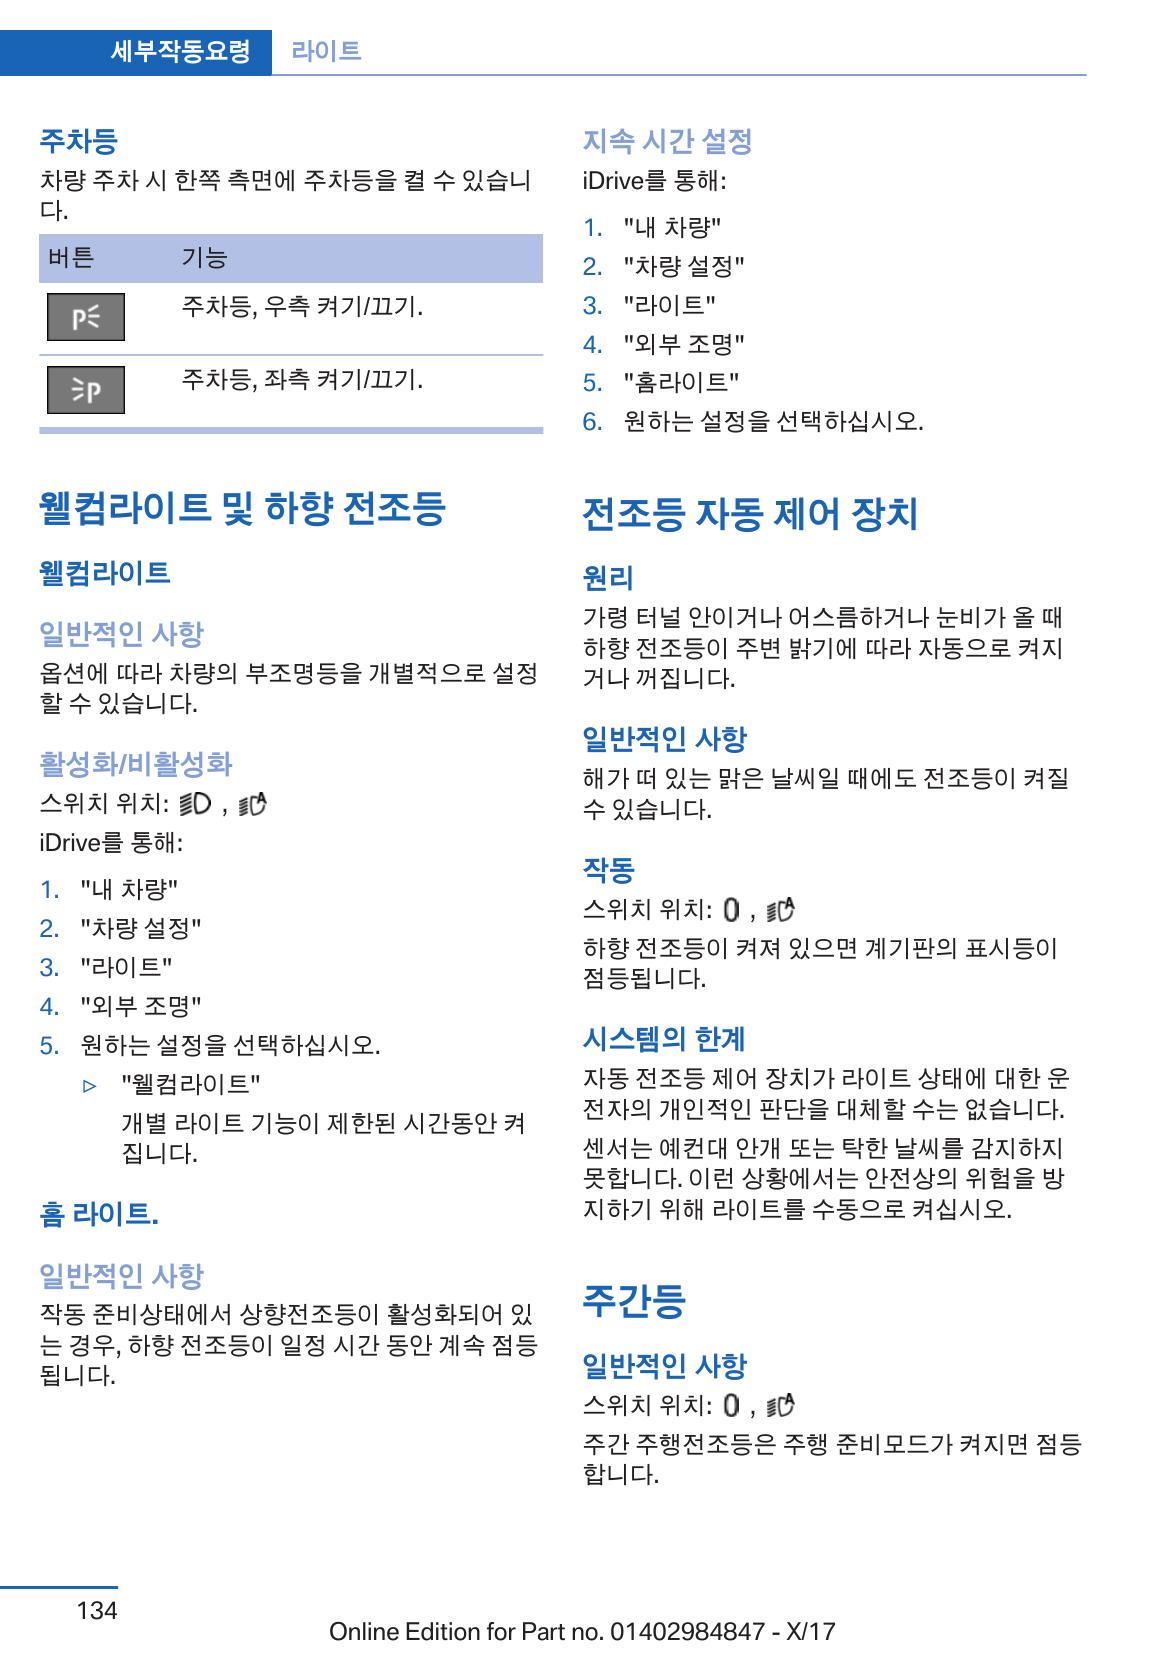 세부작동요령 라이트
주차등
차량 주차 시 한쪽 측면에 주차등을 켤 수 있습니
다.
버튼 기능
P 주차등, 우측 켜기/끄기.
P 주차등, 좌측 켜기/끄기.
웰컴라이트 및 하향 전조등
웰컴라이트
일반적인 사항
옵션에 따라 차량의 부조명등을 개별적으로 설정
할 수 있습니다.
활성화/비활성화
스위치 위치: , A
iDrive를 통해:
1. "내 차량"
2. "차량 설정"
3. "라이트"
4. "외부 조명"
5. 원하는 설정을 선택하십시오.
▷ "웰컴라이트"
개별 라이트 기능이 제한된 시간동안 켜
집니다.
홈 라이트.
일반적인 사항
작동 준비상태에서 상향전조등이 활성화되어 있
는 경우, 하향 전조등이 일정 시간 동안 계속 점등
됩니다.
지속 시간 설정
iDrive를 통해:
1. "내 차량"
2. "차량 설정"
3. "라이트"
4. "외부 조명"
5. "홈라이트"
6. 원하는 설정을 선택하십시오.
전조등 자동 제어 장치
원리
가령 터널 안이거나 어스름하거나 눈비가 올 때
하향 전조등이 주변 밝기에 따라 자동으로 켜지
거나 꺼집니다.
일반적인 사항
해가 떠 있는 맑은 날씨일 때에도 전조등이 켜질
수 있습니다.
작동
스위치 위치: 0 , A
하향 전조등이 켜져 있으면 계기판의 표시등이
점등됩니다.
시스템의 한계
자동 전조등 제어 장치가 라이트 상태에 대한 운
전자의 개인적인 판단을 대체할 수는 없습니다.
센서는 예컨대 안개 또는 탁한 날씨를 감지하지
못합니다. 이런 상황에서는 안전상의 위험을 방
지하기 위해 라이트를 수동으로 켜십시오.
주간등
일반적인 사항
스위치 위치: 0 , A
주간 주행전조등은 주행 준비모드가 켜지면 점등
합니다.
134
Online Edition for Part no. 01402984847 - X/17